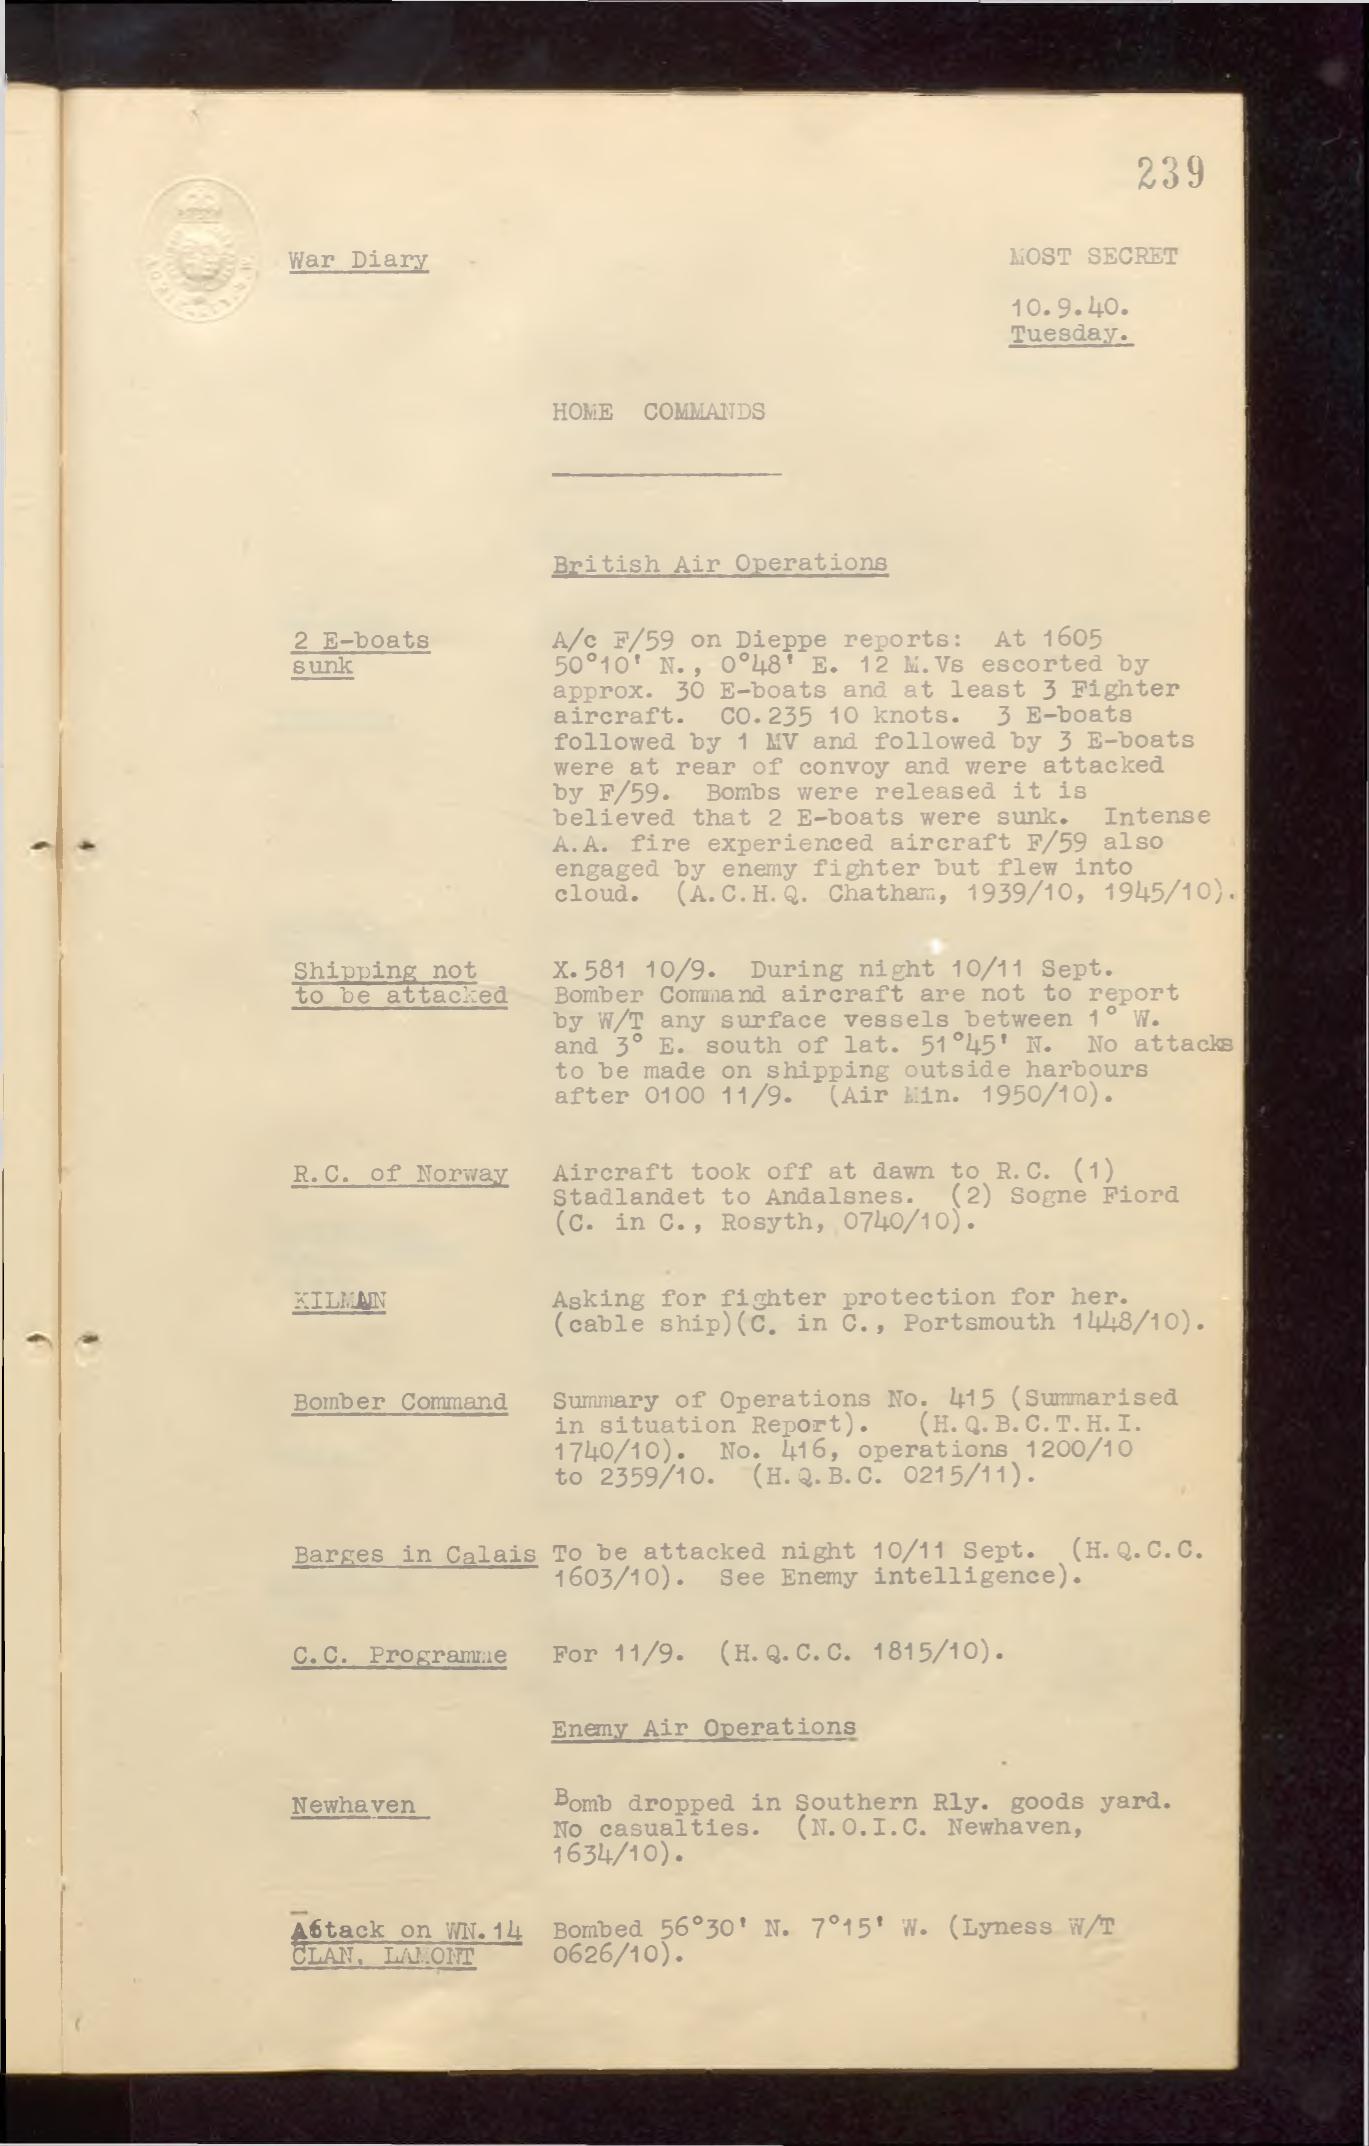 239
War Diary
MOST SECRET
10.9.40.
Tuesday.
HOME COMMANDS
British Air Operations
2 E-boats
sunk
A/c F/59 on Dieppe reports: At 1605
50°10' N., 0°48' E. 12 M.Vs escorted by
approx. 30 E-boats and at least 3 Fighter
aircraft. CO.235 10 knots. 3 E-boats
followed by 1 MV and followed by 3 E-boats
were at rear of convoy and were attacked
by F/59. Bombs were released it is
believed that 2 E-boats were sunk. Intense
A.A. fire experienced aircraft F/59 also
engaged by enemy fighter but flew into
cloud. (A.C.H.Q. Chatham, 1939/10, 1945/10).
Shipping not
to be attacked
X.581 10/9. During night 10/11 Sept.
Bomber Command aircraft are not to report
by W/T any surface vessels between 1° W.
and 3° E. south of lat. 51°45' N. No attacks
to be made on shipping outside harbours
after 0100 11/9. (Air Min. 1950/10).
R.C. of Norway
Aircraft took off at dawn to R.C. (1)
Stadlandet to Andalsnes. (2) Sogne Fiord
(C. in C., Rosyth, 0740/10).
KILMAUN
Asking for fighter protection for her.
(cable ship)(C. in C., Portsmouth 1448/10).
Bomber Command
Summary of Operations No. 415 (Summarised
in situation Report). (H.Q.B.C.T.H.I.
1740/10). No. 416, operations 1200/10
to 2359/10. (H.Q.B.C. 0215/11).
Barges in Calais
To be attacked night 10/11 Sept. (H.Q.C.C.
1603/10). See Enemy intelligence).
C.C. Programme
For 11/9. (H.Q.C.C. 1815/10).
Enemy Air Operations
Newhaven
Bomb dropped in Southern Rly. goods yard.
No casualties. (N.O.I.C. Newhaven,
1634/10).
Attack on WN.14
CLAN, LAMONT
Bombed 56°30' N. 7°15' W. (Lyness W/T
0626/10).